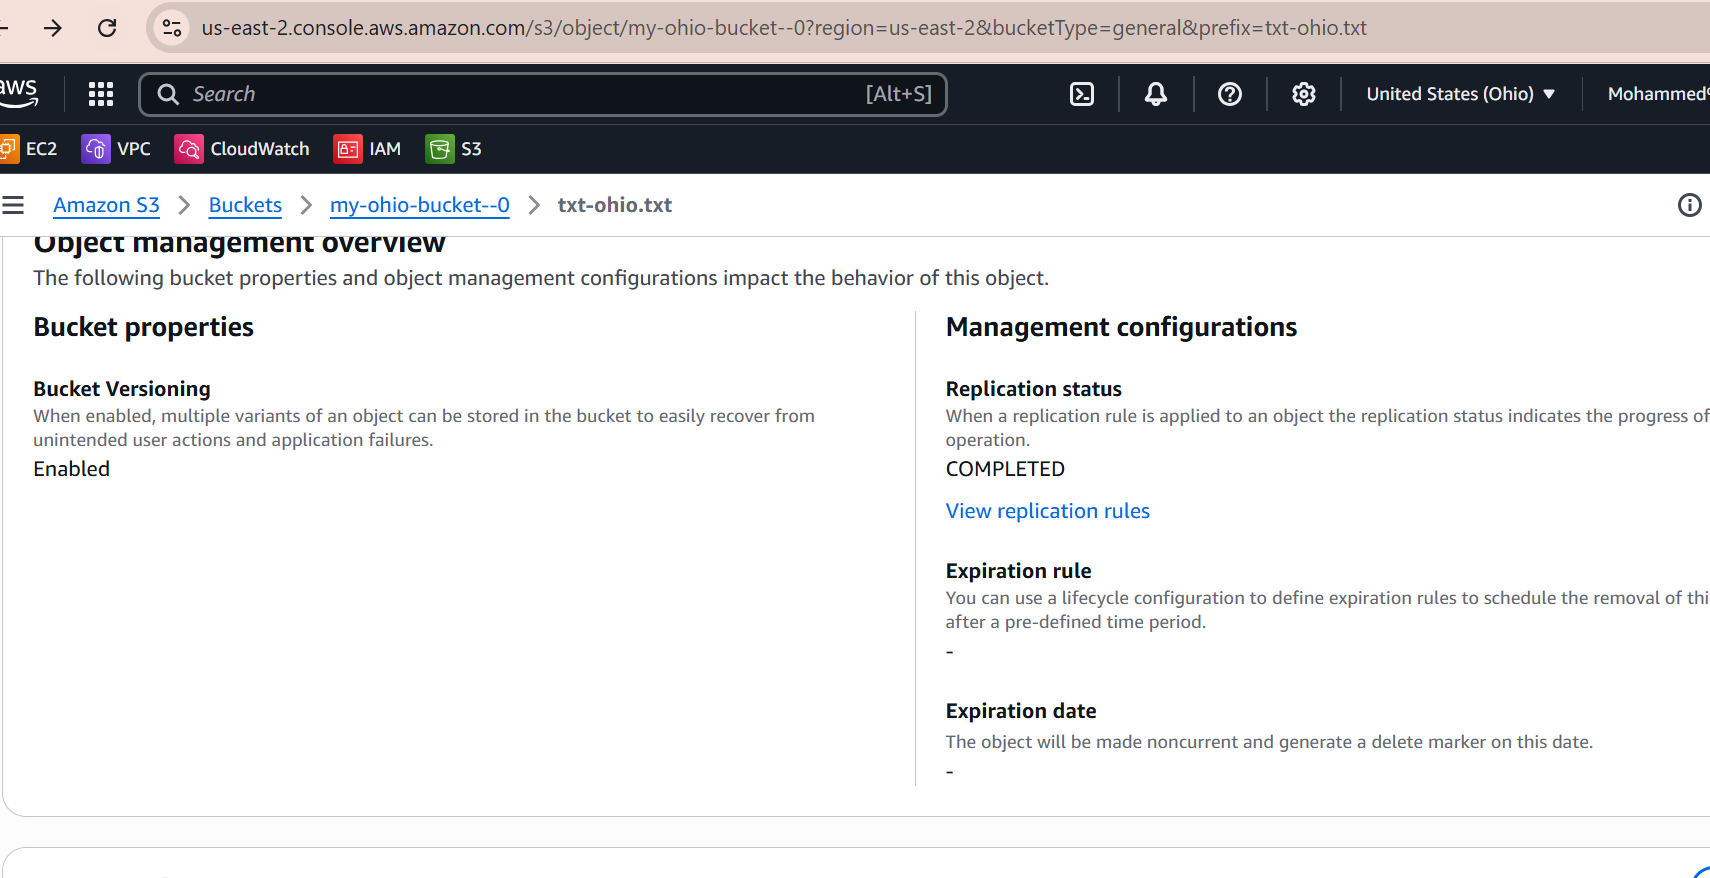 us-east-2.console.aws.amazon.com/s3/object/my-ohio-bucket--0?region=us-east-2&bucketType=general&prefix=txt-ohio.txt
aws
Search
[Alt+S]
United States (Ohio)
Mohammed
EC2
VPC
CloudWatch
IAM
S3
Amazon S3
Buckets
my-ohio-bucket--0
txt-ohio.txt
Object management overview
The following bucket properties and object management configurations impact the behavior of this object.
Bucket properties
Bucket Versioning
When enabled, multiple variants of an object can be stored in the bucket to easily recover from
unintended user actions and application failures.
Enabled
Management configurations
Replication status
When a replication rule is applied to an object the replication status indicates the progress of
operation.
COMPLETED
View replication rules
Expiration rule
You can use a lifecycle configuration to define expiration rules to schedule the removal of thi
after a pre-defined time period.
-
Expiration date
The object will be made noncurrent and generate a delete marker on this date.
-